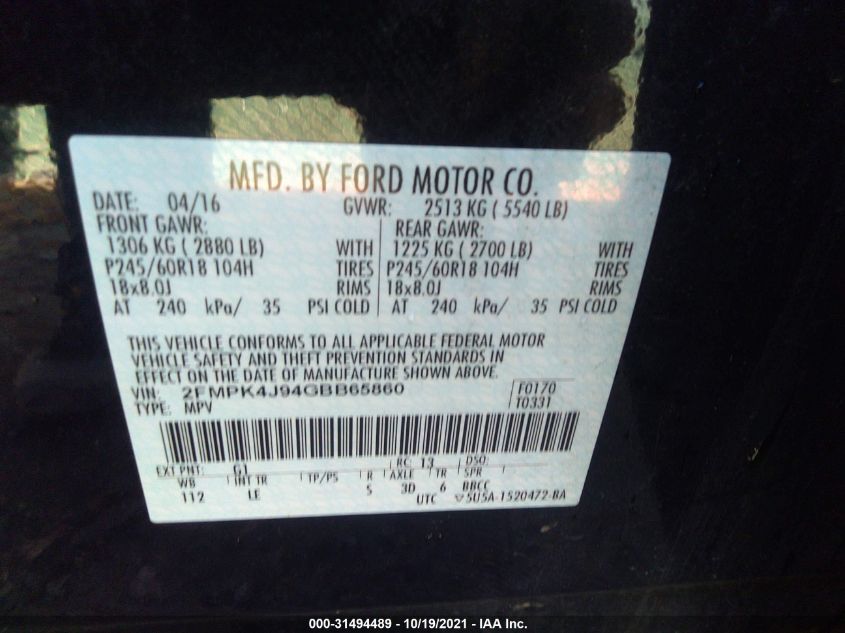 MFD. BY FORD MOTOR CO.
DATE: 04/16 GVWR: 2513 KG ( 5540 LB)
FRONT GAWR: REAR GAWR:
1306 KG ( 2880 LB) WITH 1225 KG ( 2700 LB) WITH
P245/60R18 104H TIRES P245/60R18 104H TIRES
18x8.0J RIMS 18x8.0J RIMS
AT 240 kPa/ 35 PSI COLD AT 240 kPa/ 35 PSI COLD
THIS VEHICLE CONFORMS TO ALL APPLICABLE FEDERAL MOTOR
VEHICLE SAFETY AND THEFT PREVENTION STANDARDS IN
EFFECT ON THE DATE OF MANUFACTURE SHOWN ABOVE.
VIN: 2FMPK4J94GBB65860 F0170
TYPE: MPV T0331
EXT PNT: G1 RC: 13 DSO:
WB INT TR TP/PS R AXLE TR SPR
112 LE S 3D 6 BBCC
UTC ▽5U5A-1520472-BA
000-31494489 - 10/19/2021 - IAA Inc.